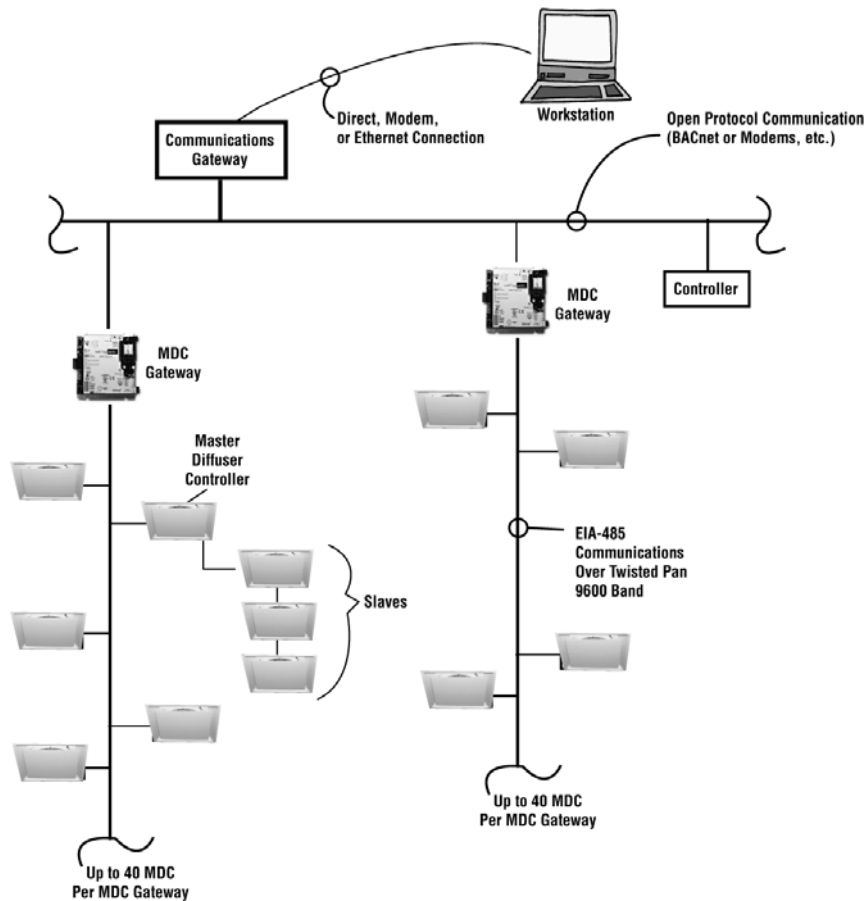 Workstation
Direct, Modem,
or Ethernet Connection
Open Protocol Communication
(BACnet or Modems, etc.)
Communications
Gateway
Controller
MDC
Gateway
MDC
Gateway
Master
Diffuser
Controller
Slaves
EIA-485
Communications
Over Twisted Pan
9600 Band
Up to 40 MDC
Per MDC Gateway
Up to 40 MDC
Per MDC Gateway